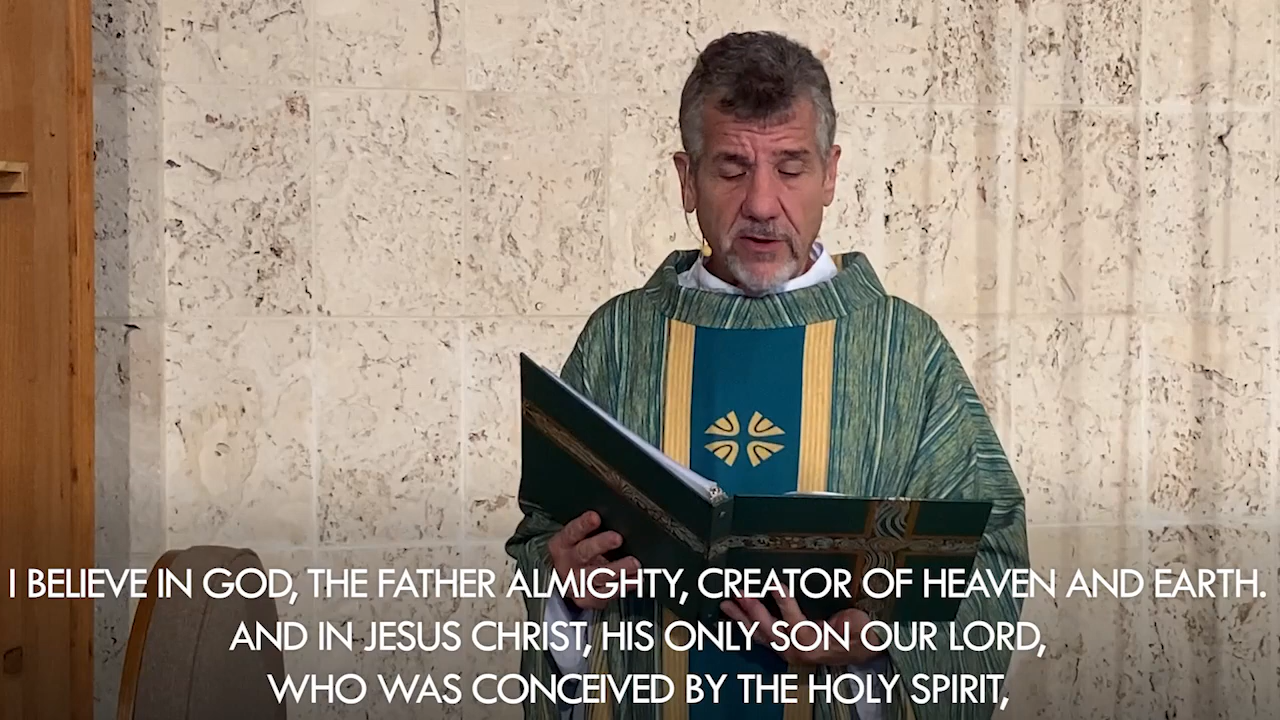 I BELIEVE IN GOD, THE FATHER ALMIGHTY, CREATOR OF HEAVEN AND EARTH.
AND IN JESUS CHRIST, HIS ONLY SON OUR LORD,
WHO WAS CONCEIVED BY THE HOLY SPIRIT,